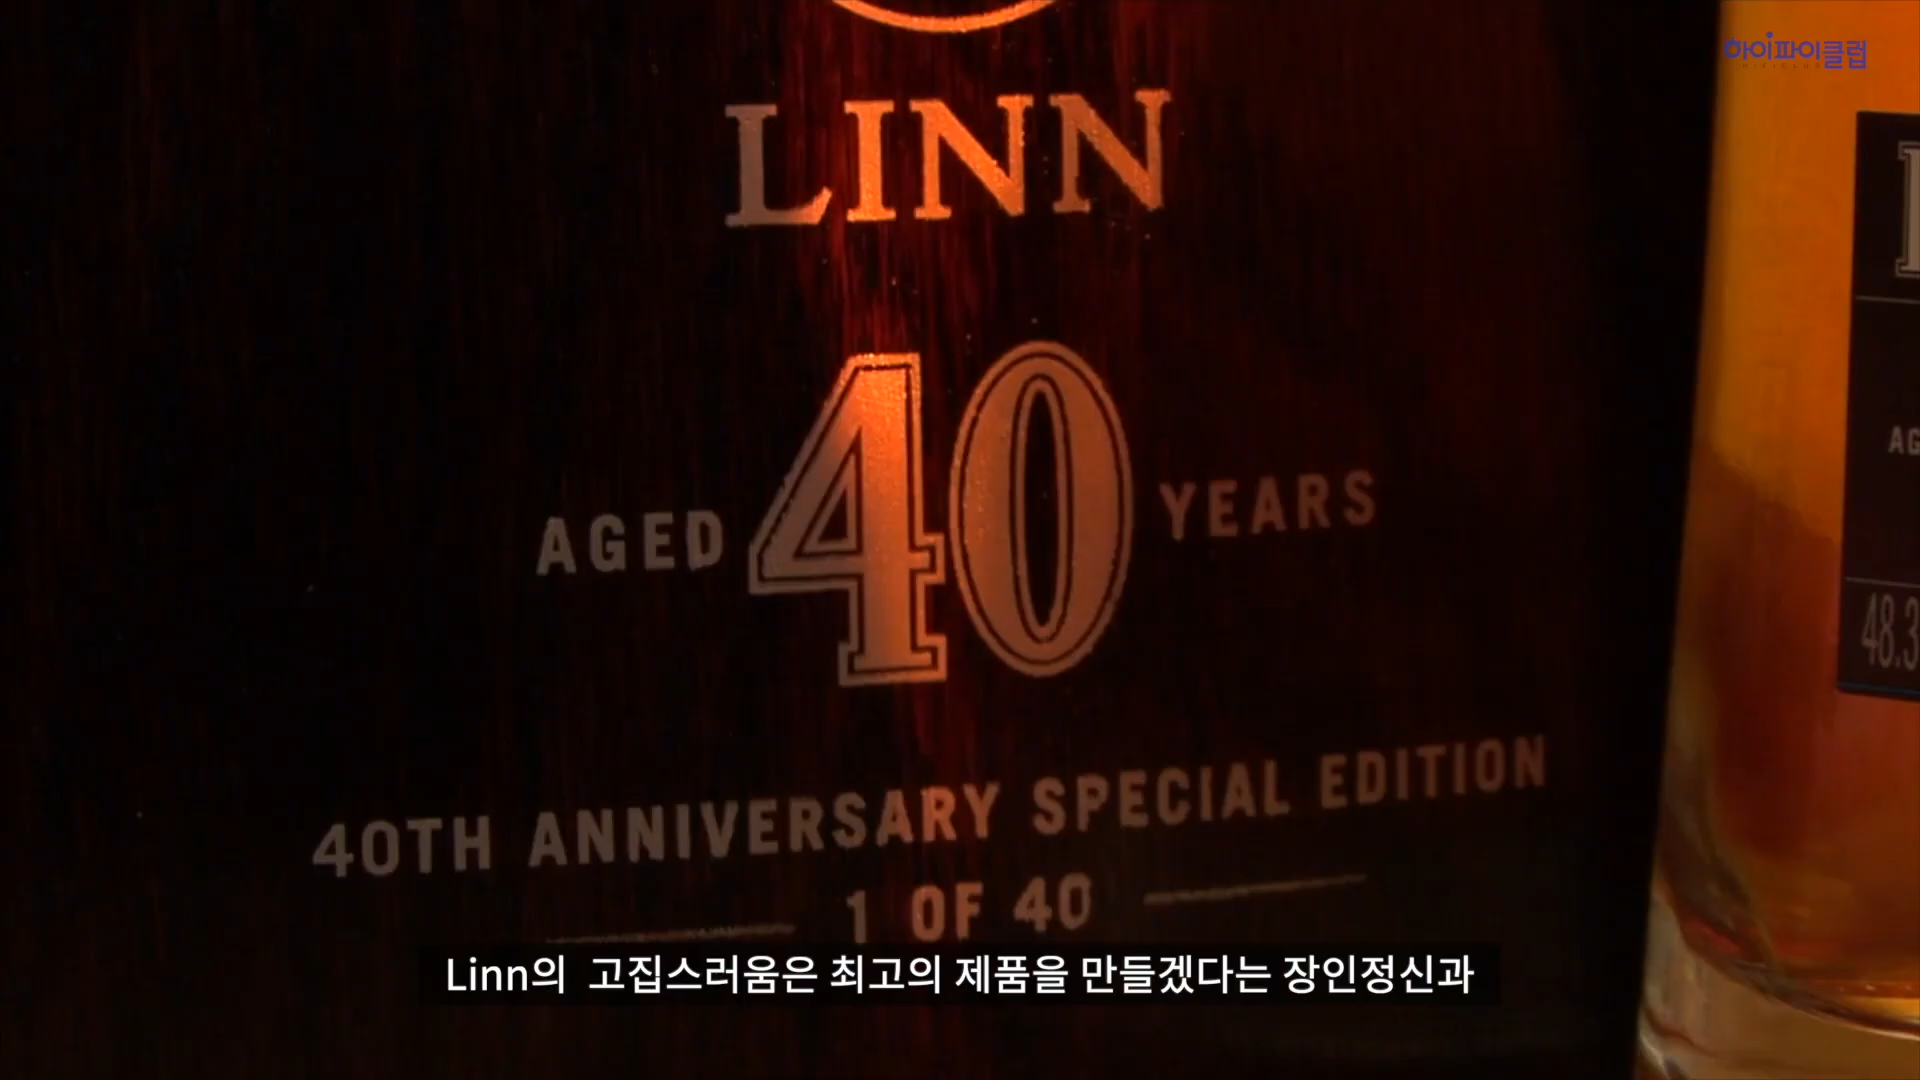 하이파이클럽
HIFICLUB
LINN
AGED 40 YEARS
40TH ANNIVERSARY SPECIAL EDITION
1 OF 40
AG
48.3
Linn의 고집스러움은 최고의 제품을 만들겠다는 장인정신과